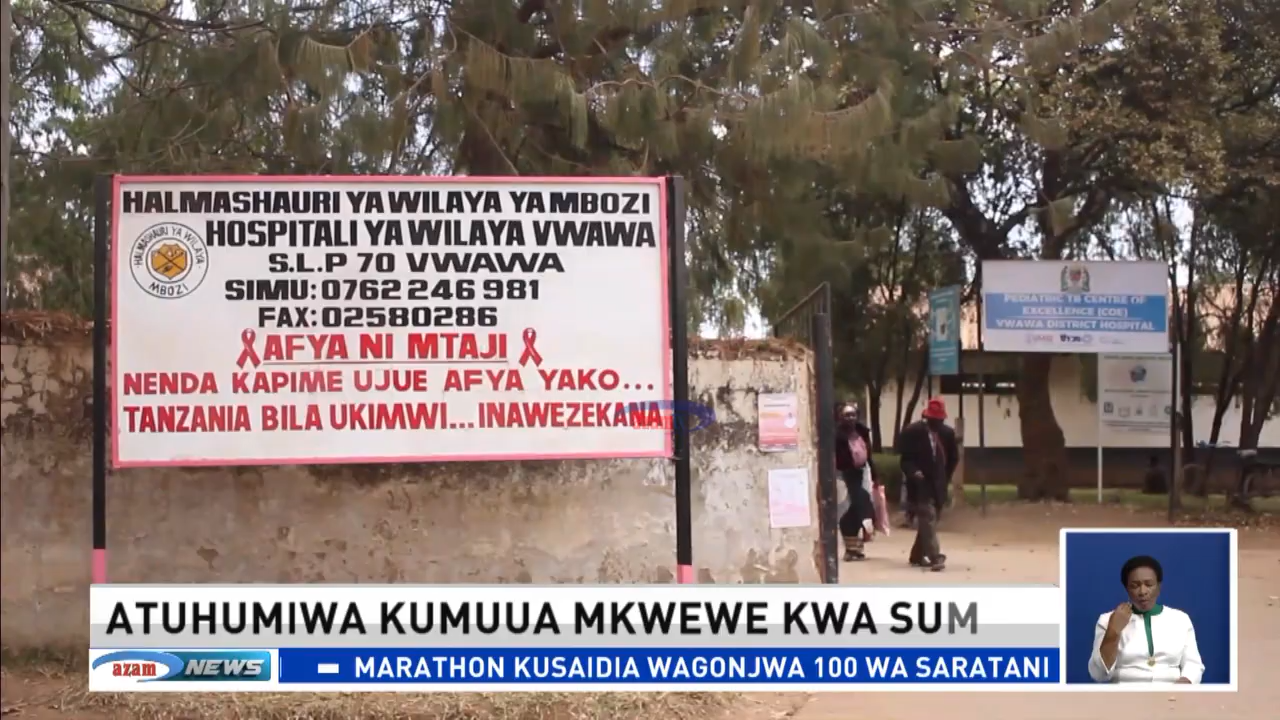 HALMASHAURI YA WILAYA YA MBOZI
HOSPITALI YA WILAYA VWAWA
S.L.P 70 VWAWA
SIMU: 0762 246 981
FAX: 02580286
AFYA NI MTAJI
NENDA KAPIME UJUE AFYA YAKO...
TANZANIA BILA UKIMWI... INAWEZEKANA
HALMASHAURI YA WILAYA
MBOZI
PEDIATRIC TB CENTRE OF
EXCELLENCE (COE)
VWAWA DISTRICT HOSPITAL
ATUHUMIWA KUMUUA MKWEWE KWA SUM
azam NEWS
MARATHON KUSAIDIA WAGONJWA 100 WA SARATANI